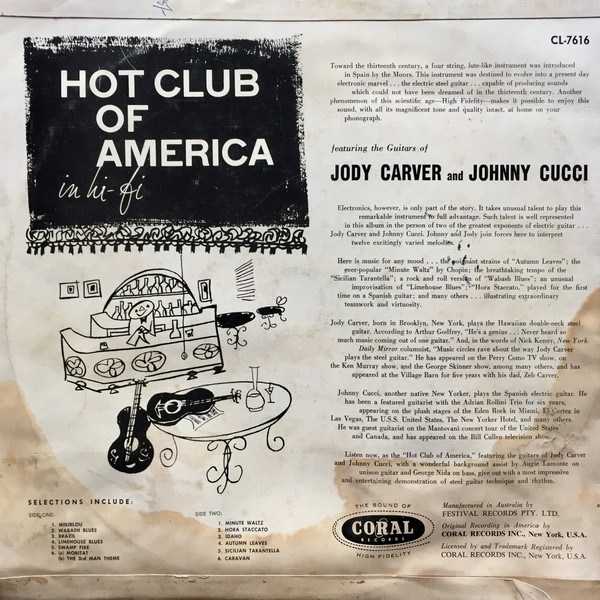 CL-7616
HOT CLUB
OF
AMERICA
in hi-fi
Toward the thirteenth century, a four string, lute-like instrument was introduced
in Spain by the Moors. This instrument was destined to evolve into a present day
electronic marvel . . . the electric steel guitar . . . capable of producing sounds
which could not have been dreamed of in the thirteenth century. Another
phenomenon of this scientific age—High Fidelity—makes it possible to enjoy this
sound, with all its magnificent tone and quality intact, at home on your
phonograph.
featuring the Guitars of
JODY CARVER and JOHNNY CUCCI
Electronics, however, is only part of the story. It takes unusual talent to play this
remarkable instrument to full advantage. Such talent is well represented
in this album in the person of two of the greatest exponents of electric guitar . . .
Jody Carver and Johnny Cucci. Johnny and Jody join forces here to interpret
twelve excitingly varied melodies.
Here is music for any mood . . . the poignant strains of "Autumn Leaves"; the
ever-popular "Minute Waltz" by Chopin; the breathtaking tempo of the
"Sicilian Tarantella"; a rock and roll version of "Wabash Blues"; an unusual
improvisation of "Limehouse Blues"; "Hora Staccato," played for the first
time on a Spanish guitar; and many others . . . illustrating extraordinary
teamwork and virtuosity.
Jody Carver, born in Brooklyn, New York, plays the Hawaiian double-neck steel
guitar. According to Arthur Godfrey, "He's a genius . . . Never heard so
much music coming out of one guitar." And, in the words of Nick Kenny, New York
Daily Mirror columnist, "Music circles rave about the way Jody Carver
plays the steel guitar." He has appeared on the Perry Como TV show, on
the Ken Murray show, and the George Skinner show, among many others, and has
appeared at the Village Barn for five years with his dad, Zeb Carver.
Johnny Cucci, another native New Yorker, plays the Spanish electric guitar. He
has been a featured guitarist with the Adrian Rollini Trio for six years,
appearing on the plush stages of the Eden Rock in Miami, El Cortez in
Las Vegas, The U.S.S. United States, The New Yorker Hotel, and many others.
He was guest guitarist on the Mantovani concert tour of the United States
and Canada, and has appeared on the Bill Cullen television show.
Listen now, as the "Hot Club of America," featuring the guitars of Jody Carver
and Johnny Cucci, with a wonderful background assist by Augie Lamonte on
unison guitar and George Nida on bass, give out with a most impressive
and entertaining demonstration of steel guitar technique and rhythm.
SELECTIONS INCLUDE:
SIDE ONE:
1. MISIRLOU
2. WABASH BLUES
3. BRAZIL
4. LIMEHOUSE BLUES
5. SWAMP FIRE
6. (a) MORITAT
(b) THE 3rd MAN THEME
SIDE TWO:
1. MINUTE WALTZ
2. HORA STACCATO
3. IDAHO
4. AUTUMN LEAVES
5. SICILIAN TARANTELLA
6. CARAVAN
THE SOUND OF
CORAL
RECORDS
HIGH FIDELITY
Manufactured in Australia by
FESTIVAL RECORDS PTY. LTD.
Original Recording in America by
CORAL RECORDS INC., New York, U.S.A.
Licensed by and Trademark Registered by
CORAL RECORDS INC., New York, U.S.A.